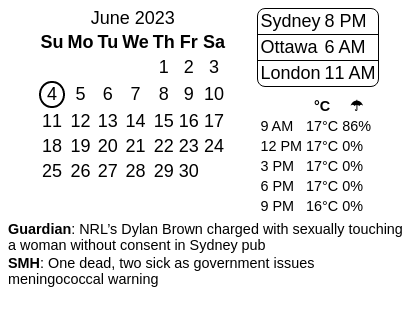 June 2023
Su Mo Tu We Th Fr Sa
1 2 3
4 5 6 7 8 9 10
11 12 13 14 15 16 17
18 19 20 21 22 23 24
25 26 27 28 29 30
Sydney 8 PM
Ottawa 6 AM
London 11 AM
°C ☂
9 AM 17°C 86%
12 PM 17°C 0%
3 PM 17°C 0%
6 PM 17°C 0%
9 PM 16°C 0%
Guardian: NRL's Dylan Brown charged with sexually touching
a woman without consent in Sydney pub
SMH: One dead, two sick as government issues
meningococcal warning